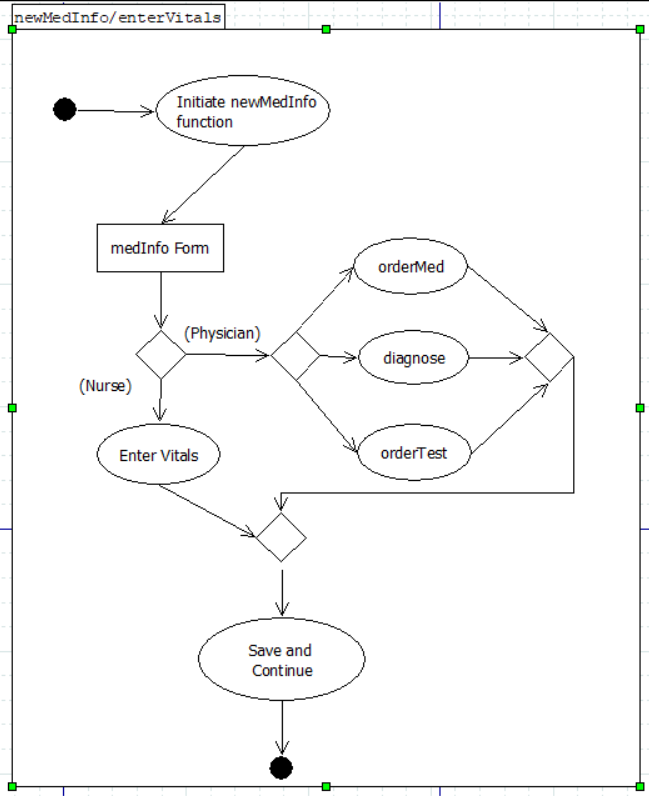 newMedInfo/enterVitals
Initiate newMedInfo
function
medInfo Form
orderMed
(Physician)
diagnose
(Nurse)
Enter Vitals
orderTest
Save and
Continue